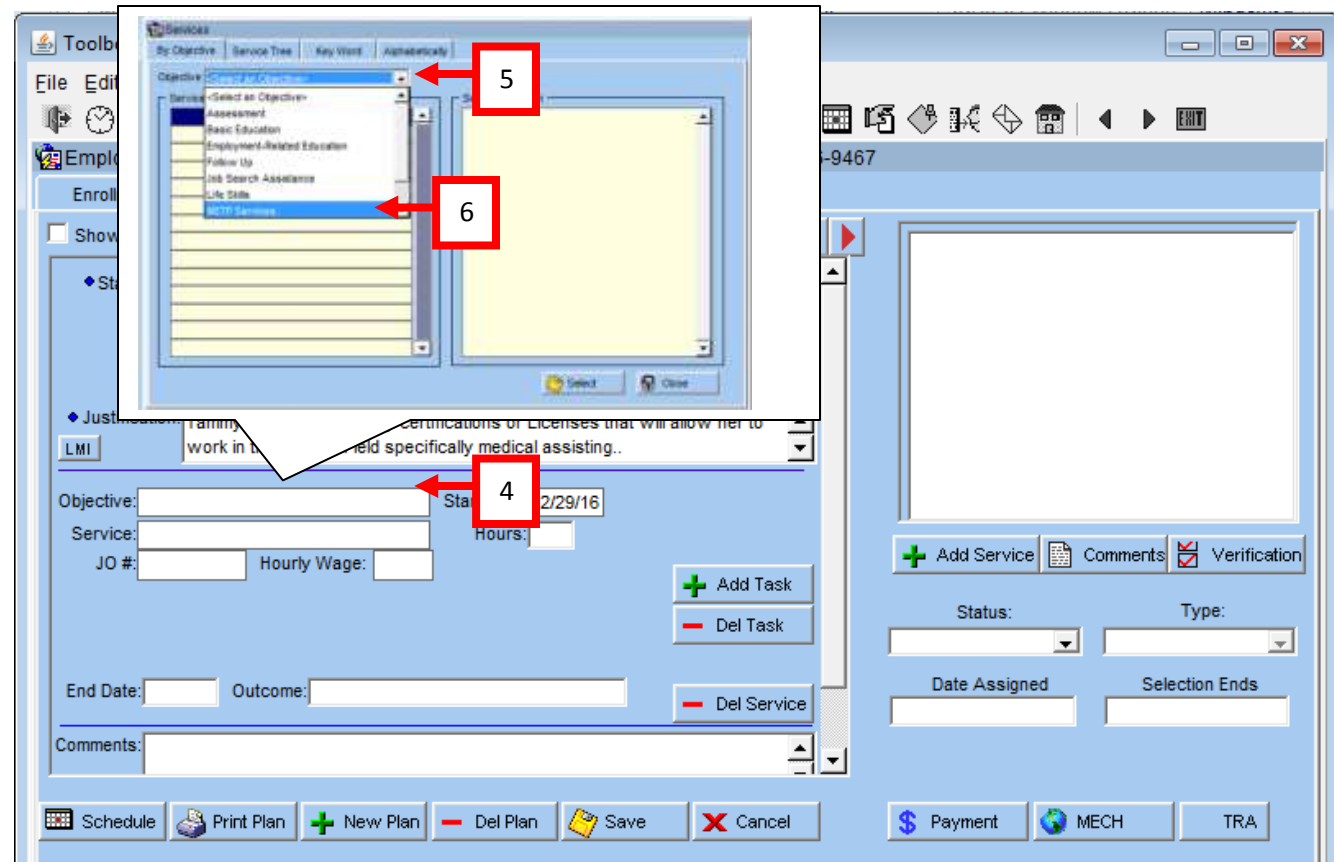 Toolb
File Edit
Emplo
-9467
Enroll
Show
Services
By Objective Service Tree Key Word Alphabetically
Objective <Select an Objective>
5
<Select an Objective>
Assessment
Basic Education
Employment-Related Education
Follow Up
Job Search Assistance
Life Skills
6
Select Close
Sta
Justification: Tammy Certifications or Licenses that will allow her to
LMI work in t ield specifically medical assisting..
4
Objective: Star 2/29/16
Service: Hours:
JO #: Hourly Wage:
Add Task
Del Task
End Date: Outcome:
Del Service
Comments:
Add Service Comments Verification
Status: Type:
Date Assigned Selection Ends
Schedule Print Plan New Plan Del Plan Save Cancel Payment MECH TRA
EXIT